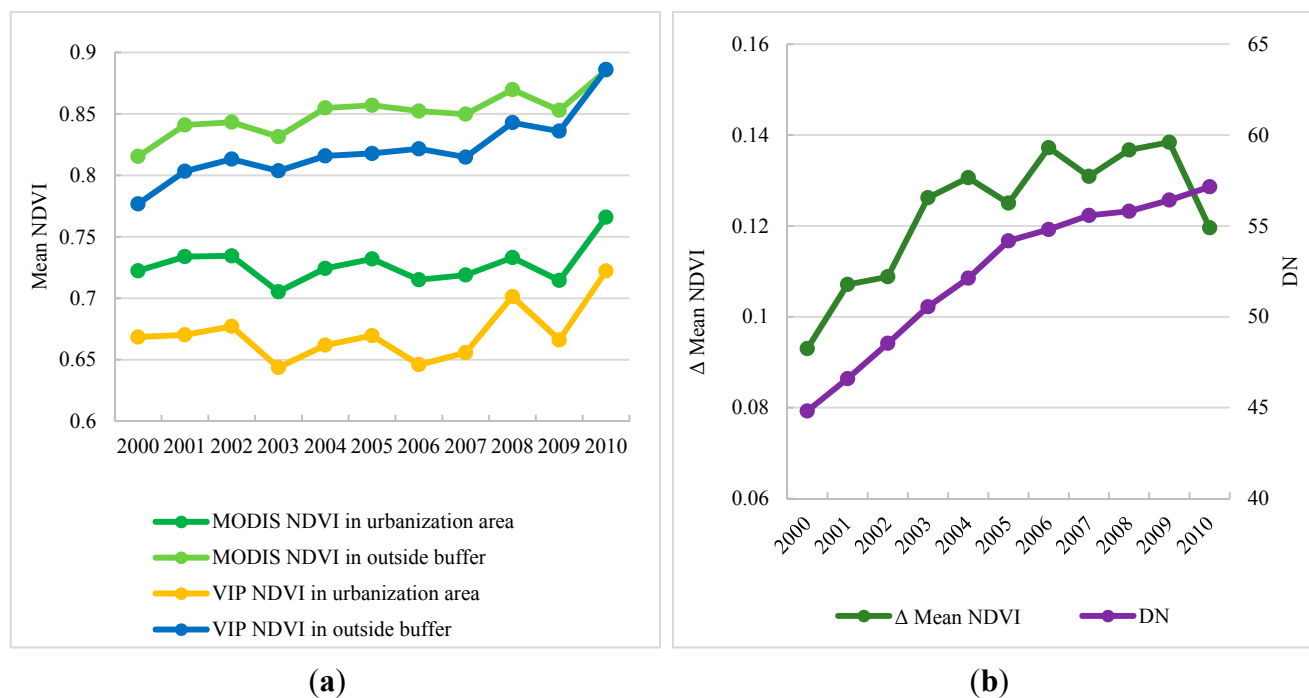 0.9
0.85
0.8
0.75
0.7
0.65
0.6
Mean NDVI
2000 2001 2002 2003 2004 2005 2006 2007 2008 2009 2010
MODIS NDVI in urbanization area
MODIS NDVI in outside buffer
VIP NDVI in urbanization area
VIP NDVI in outside buffer
(a)
0.16
0.14
0.12
0.1
0.08
0.06
Δ Mean NDVI
65
60
55
50
45
40
DN
2000 2001 2002 2003 2004 2005 2006 2007 2008 2009 2010
Δ Mean NDVI DN
(b)